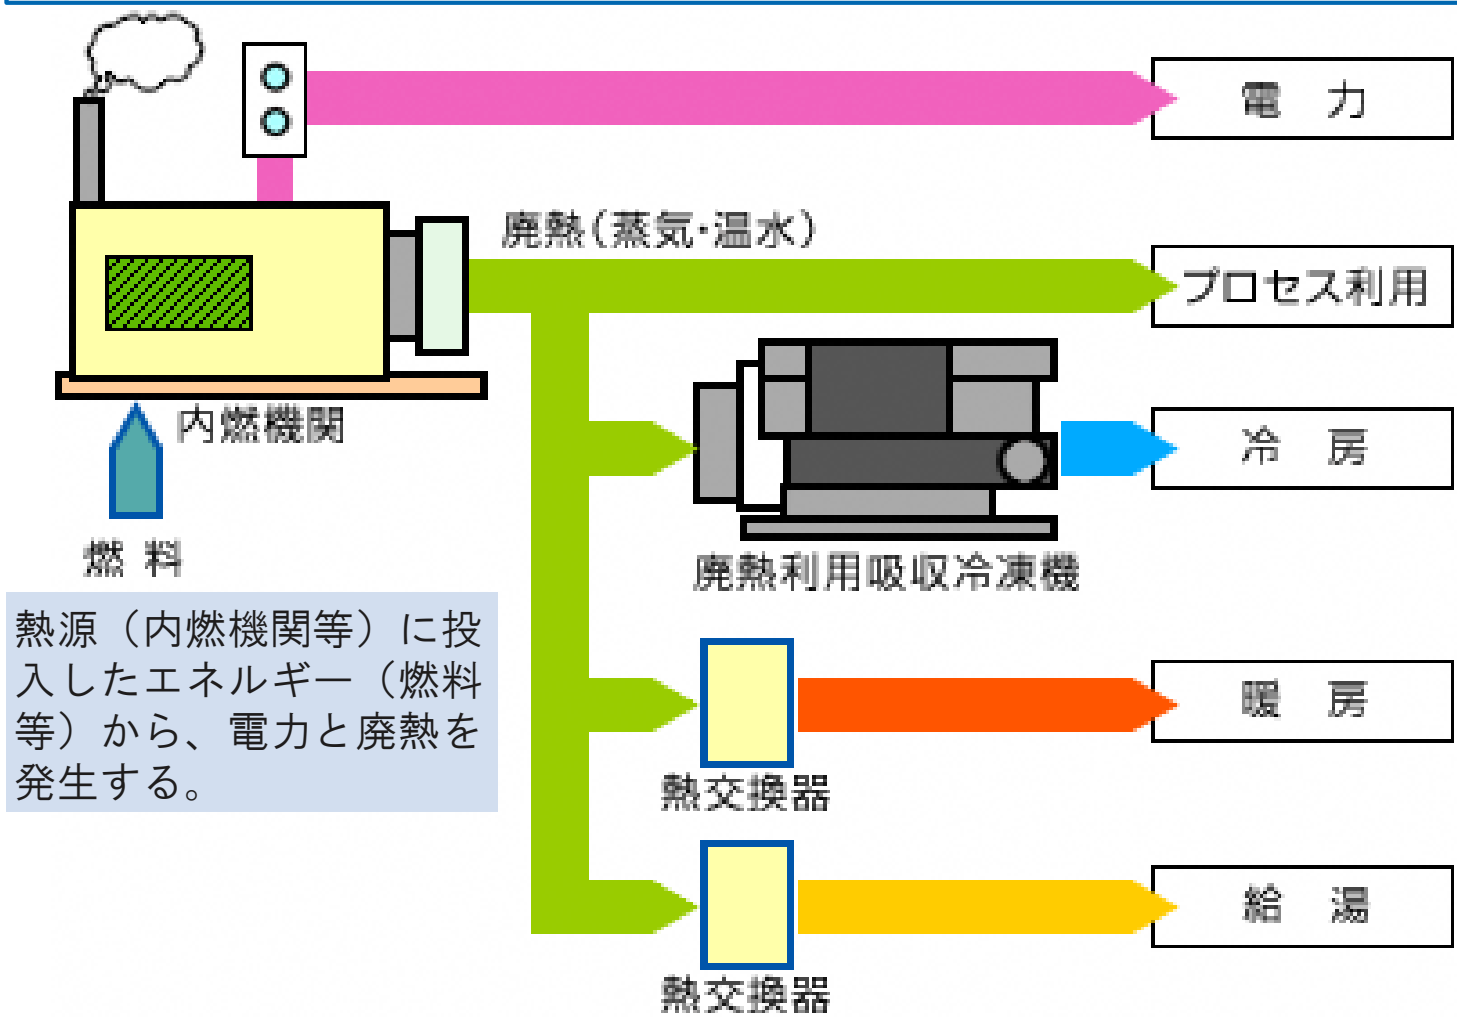 電 力
廃熱(蒸気・温水)
プロセス利用
内燃機関
冷 房
燃 料
廃熱利用吸収冷凍機
熱源（内燃機関等）に投
入したエネルギー（燃料
等）から、電力と廃熱を
発生する。
暖 房
熱交換器
給 湯
熱交換器